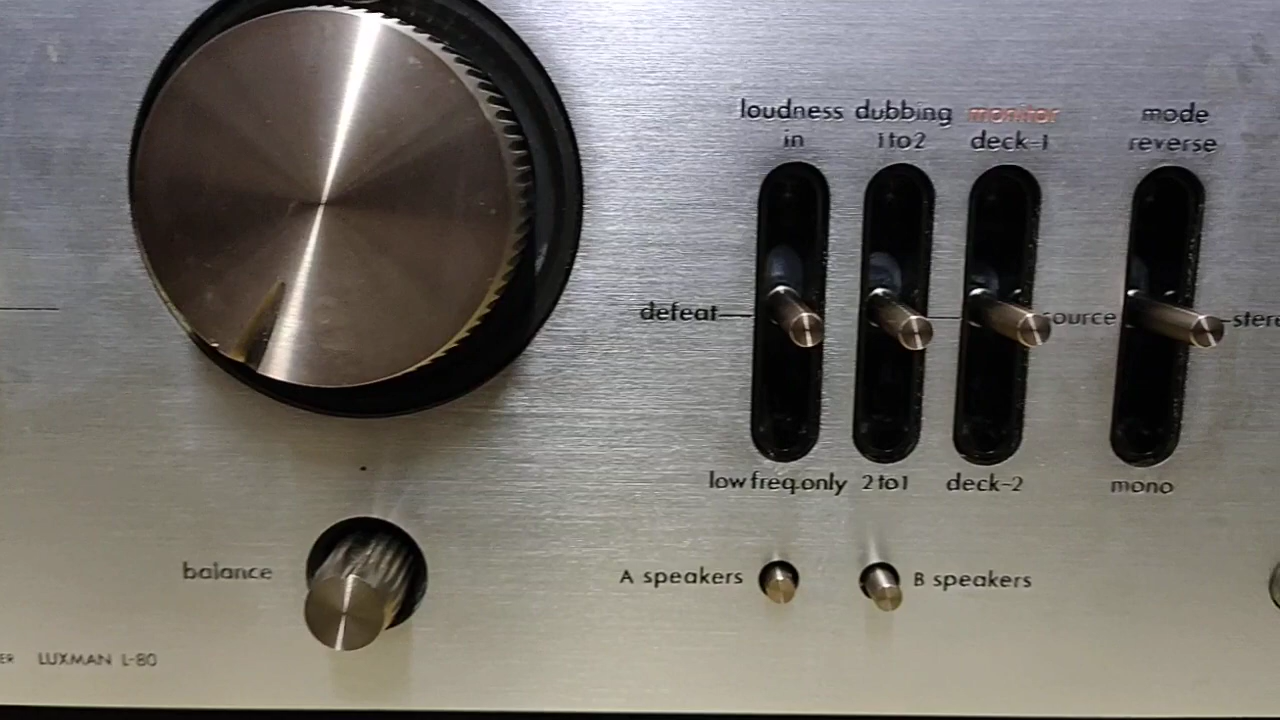 loudness dubbing monitor mode
in 1to2 deck-1 reverse
defeat source
low freq.only 2to1 deck-2 mono
balance A speakers B speakers
LUXMAN L-80